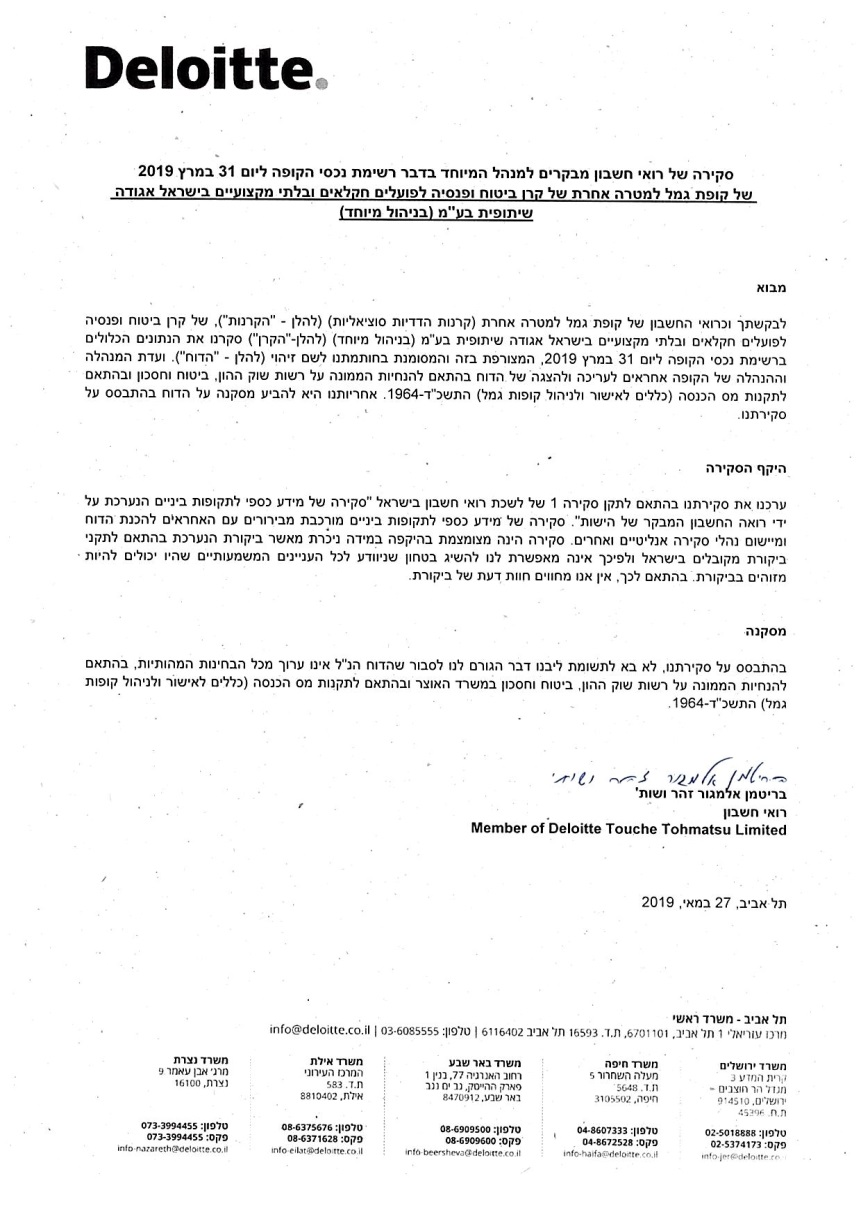 Deloitte.
סקירה של רואי חשבון מבקרים למנהל המיוחד בדבר רשימת נכסי הקופה ליום 31 במרץ 2019
של קופת גמל למטרה אחרת של קרן ביטוח ופנסיה לפועלים חקלאים ובלתי מקצועיים בישראל אגודה
שיתופית בע"מ (בניהול מיוחד)
מבוא
לבקשתך וכרואי החשבון של קופת גמל למטרה אחרת (קרנות הדדיות סוציאליות) (להלן - "הקרנות"), של קרן ביטוח ופנסיה
לפועלים חקלאים ובלתי מקצועיים בישראל אגודה שיתופית בע"מ (בניהול מיוחד) (להלן-"הקרן") סקרנו את הנתונים הכלולים
ברשימת נכסי הקופה ליום 31 במרץ 2019, המצורפת בזה והמסומנת בחותמתנו לשם זיהוי (להלן - "הדוח"). ועדת המנהלה
וההנהלה של הקופה אחראים לעריכה ולהצגה של הדוח בהתאם להנחיות הממונה על רשות שוק ההון, ביטוח וחסכון ובהתאם
לתקנות מס הכנסה (כללים לאישור ולניהול קופות גמל) התשכ"ד-1964. אחריותנו היא להביע מסקנה על הדוח בהתבסס על
סקירתנו.
היקף הסקירה
ערכנו את סקירתנו בהתאם לתקן סקירה 1 של לשכת רואי חשבון בישראל "סקירה של מידע כספי לתקופות ביניים הנערכת על
ידי רואה החשבון המבקר של הישות". סקירה של מידע כספי לתקופות ביניים מורכבת מבירורים עם האחראים להכנת הדוח
ומיישום נהלי סקירה אנליטיים ואחרים. סקירה הינה מצומצמת בהיקפה במידה ניכרת מאשר ביקורת הנערכת בהתאם לתקני
ביקורת מקובלים בישראל ולפיכך אינה מאפשרת לנו להשיג בטחון שניוודע לכל העניינים המשמעותיים שהיו יכולים להיות
מזוהים בביקורת. בהתאם לכך, אין אנו מחווים חוות דעת של ביקורת.
מסקנה
בהתבסס על סקירתנו, לא בא לתשומת ליבנו דבר הגורם לנו לסבור שהדוח הנ"ל אינו ערוך מכל הבחינות המהותיות, בהתאם
להנחיות הממונה על רשות שוק ההון, ביטוח וחסכון במשרד האוצר ובהתאם לתקנות מס הכנסה (כללים לאישור ולניהול קופות
גמל) התשכ"ד-1964.
בריטמן אלמגור זהר ושות'
בריטמן אלמגור זהר ושות'
רואי חשבון
Member of Deloitte Touche Tohmatsu Limited
תל אביב, 27 במאי, 2019
תל אביב - משרד ראשי
מרכז עזריאלי 1 תל אביב, 6701101, ת.ד. 16593 תל אביב 6116402 | טלפון: 03-6085555 | info@deloitte.co.il
משרד ירושלים
קרית המדע 3
מגדל הר חוצבים
ירושלים, 914510
ת.ח. 45396
טלפון: 02-5018888
פקס: 02-5374173
info-jer@deloitte.co.il
משרד חיפה
מעלה השחרור 5
ת.ד. 5648
חיפה, 3105502
טלפון: 04-8607333
פקס: 04-8672528
info-haifa@deloitte.co.il
משרד באר שבע
רחוב האנרגיה 77, בנין 1
פארק ההייטק, גב ים נגב
באר שבע, 8470912
טלפון: 08-6909500
פקס: 08-6909600
info-beersheva@deloitte.co.il
משרד אילת
המרכז העירוני
ת.ד. 583
אילת, 8810402
טלפון: 08-6375676
פקס: 08-6371628
info-eilat@deloitte.co.il
משרד נצרת
מרג' אבן עאמר 9
נצרת, 16100
טלפון: 073-3994455
פקס: 073-3994455
info-nazareth@deloitte.co.il